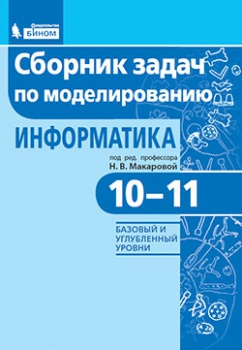 Издательство
БИНОМ
Сборник задач
по моделированию
ИНФОРМАТИКА
под ред. профессора
Н. В. Макаровой
10–11
БАЗОВЫЙ И
УГЛУБЛЕННЫЙ
УРОВНИ